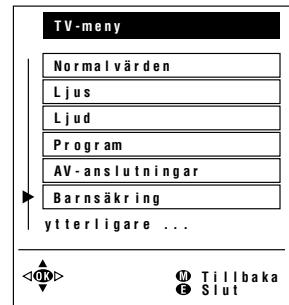 TV-meny
Normalvärden
Ljus
Ljud
Program
AV-anslutningar
Barnsäkring
ytterligare ...
OK
M Tillbaka
E Slut